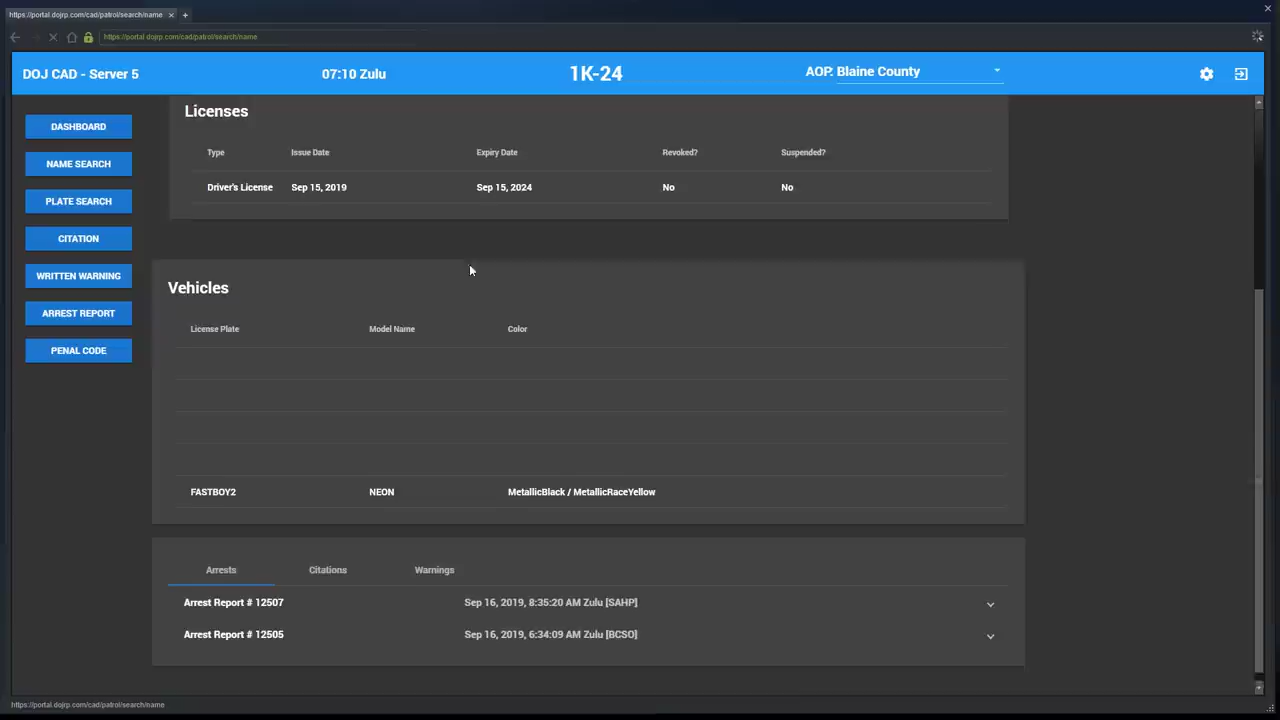 https://portal.dojrp.com/cad/patrol/search/name
https://portal.dojrp.com/cad/patrol/search/name
DOJ CAD - Server 5 07:10 Zulu 1K-24 AOP: Blaine County
DASHBOARD
NAME SEARCH
PLATE SEARCH
CITATION
WRITTEN WARNING
ARREST REPORT
PENAL CODE
Licenses
Type Issue Date Expiry Date Revoked? Suspended?
Driver's License Sep 15, 2019 Sep 15, 2024 No No
Vehicles
License Plate Model Name Color
FASTBOY2 NEON MetallicBlack / MetallicRaceYellow
Arrests Citations Warnings
Arrest Report # 12507 Sep 16, 2019, 8:35:20 AM Zulu [SAHP]
Arrest Report # 12505 Sep 16, 2019, 6:34:09 AM Zulu [BCSO]
https://portal.dojrp.com/cad/patrol/search/name